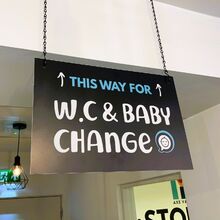 ↑ THIS WAY FOR ↑
W.C & BABY
CHANGE